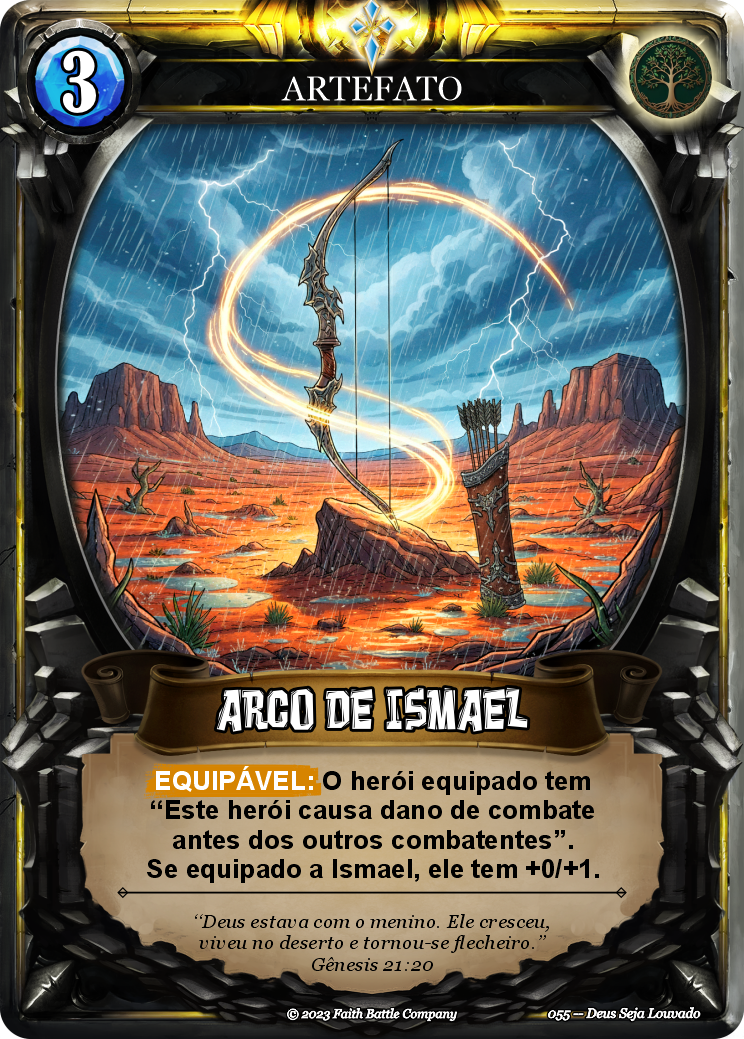 3
ARTEFATO
ARCO DE ISMAEL
EQUIPÁVEL: O herói equipado tem
“Este herói causa dano de combate
antes dos outros combatentes”.
Se equipado a Ismael, ele tem +0/+1.
“Deus estava com o menino. Ele cresceu,
viveu no deserto e tornou-se flecheiro.”
Gênesis 21:20
© 2023 Faith Battle Company
055 – Deus Seja Louvado